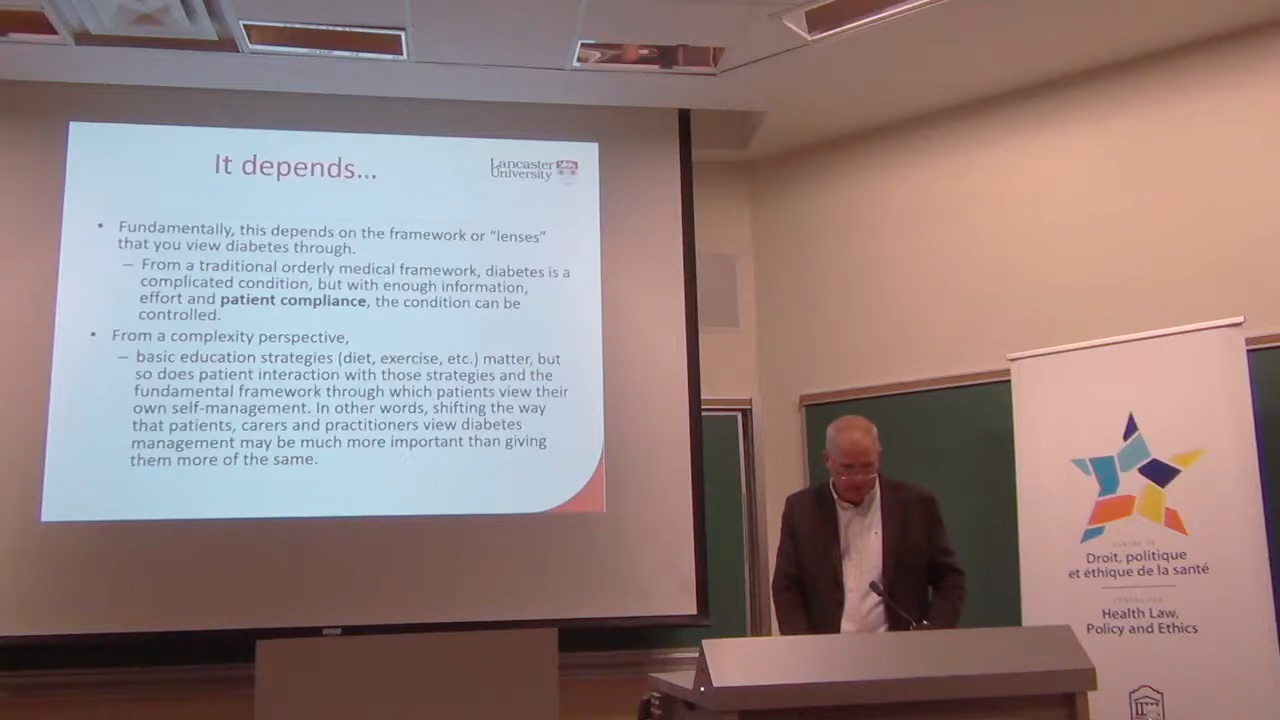 It depends...
Lancaster
University
• Fundamentally, this depends on the framework or “lenses”
that you view diabetes through.
– From a traditional orderly medical framework, diabetes is a
complicated condition, but with enough information,
effort and patient compliance, the condition can be
controlled.
• From a complexity perspective,
– basic education strategies (diet, exercise, etc.) matter, but
so does patient interaction with those strategies and the
fundamental framework through which patients view their
own self-management. In other words, shifting the way
that patients, carers and practitioners view diabetes
management may be much more important than giving
them more of the same.
Droit, politique
et éthique de la santé
Health Law,
Policy and Ethics